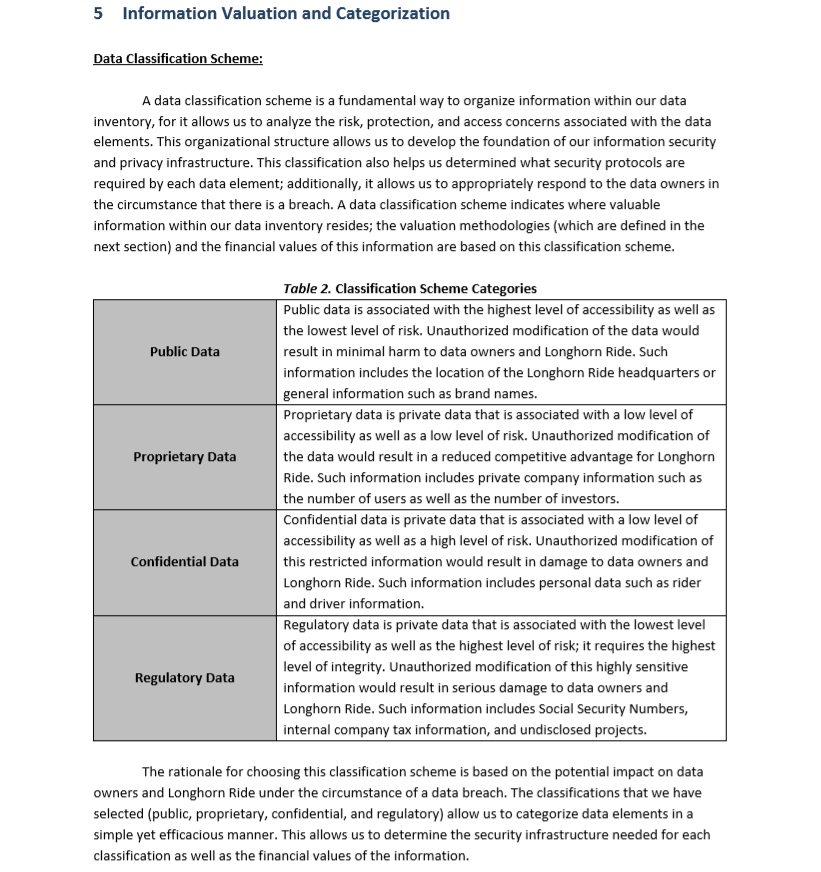 5 Information Valuation and Categorization
Data Classification Scheme:
A data classification scheme is a fundamental way to organize information within our data
inventory, for it allows us to analyze the risk, protection, and access concerns associated with the data
elements. This organizational structure allows us to develop the foundation of our information security
and privacy infrastructure. This classification also helps us determined what security protocols are
required by each data element; additionally, it allows us to appropriately respond to the data owners in
the circumstance that there is a breach. A data classification scheme indicates where valuable
information within our data inventory resides; the valuation methodologies (which are defined in the
next section) and the financial values of this information are based on this classification scheme.
Table 2. Classification Scheme Categories
Public Data
Public data is associated with the highest level of accessibility as well as
the lowest level of risk. Unauthorized modification of the data would
result in minimal harm to data owners and Longhorn Ride. Such
information includes the location of the Longhorn Ride headquarters or
general information such as brand names.
Proprietary Data
Proprietary data is private data that is associated with a low level of
accessibility as well as a low level of risk. Unauthorized modification of
the data would result in a reduced competitive advantage for Longhorn
Ride. Such information includes private company information such as
the number of users as well as the number of investors.
Confidential Data
Confidential data is private data that is associated with a low level of
accessibility as well as a high level of risk. Unauthorized modification of
this restricted information would result in damage to data owners and
Longhorn Ride. Such information includes personal data such as rider
and driver information.
Regulatory Data
Regulatory data is private data that is associated with the lowest level
of accessibility as well as the highest level of risk; it requires the highest
level of integrity. Unauthorized modification of this highly sensitive
information would result in serious damage to data owners and
Longhorn Ride. Such information includes Social Security Numbers,
internal company tax information, and undisclosed projects.
The rationale for choosing this classification scheme is based on the potential impact on data
owners and Longhorn Ride under the circumstance of a data breach. The classifications that we have
selected (public, proprietary, confidential, and regulatory) allow us to categorize data elements in a
simple yet efficacious manner. This allows us to determine the security infrastructure needed for each
classification as well as the financial values of the information.